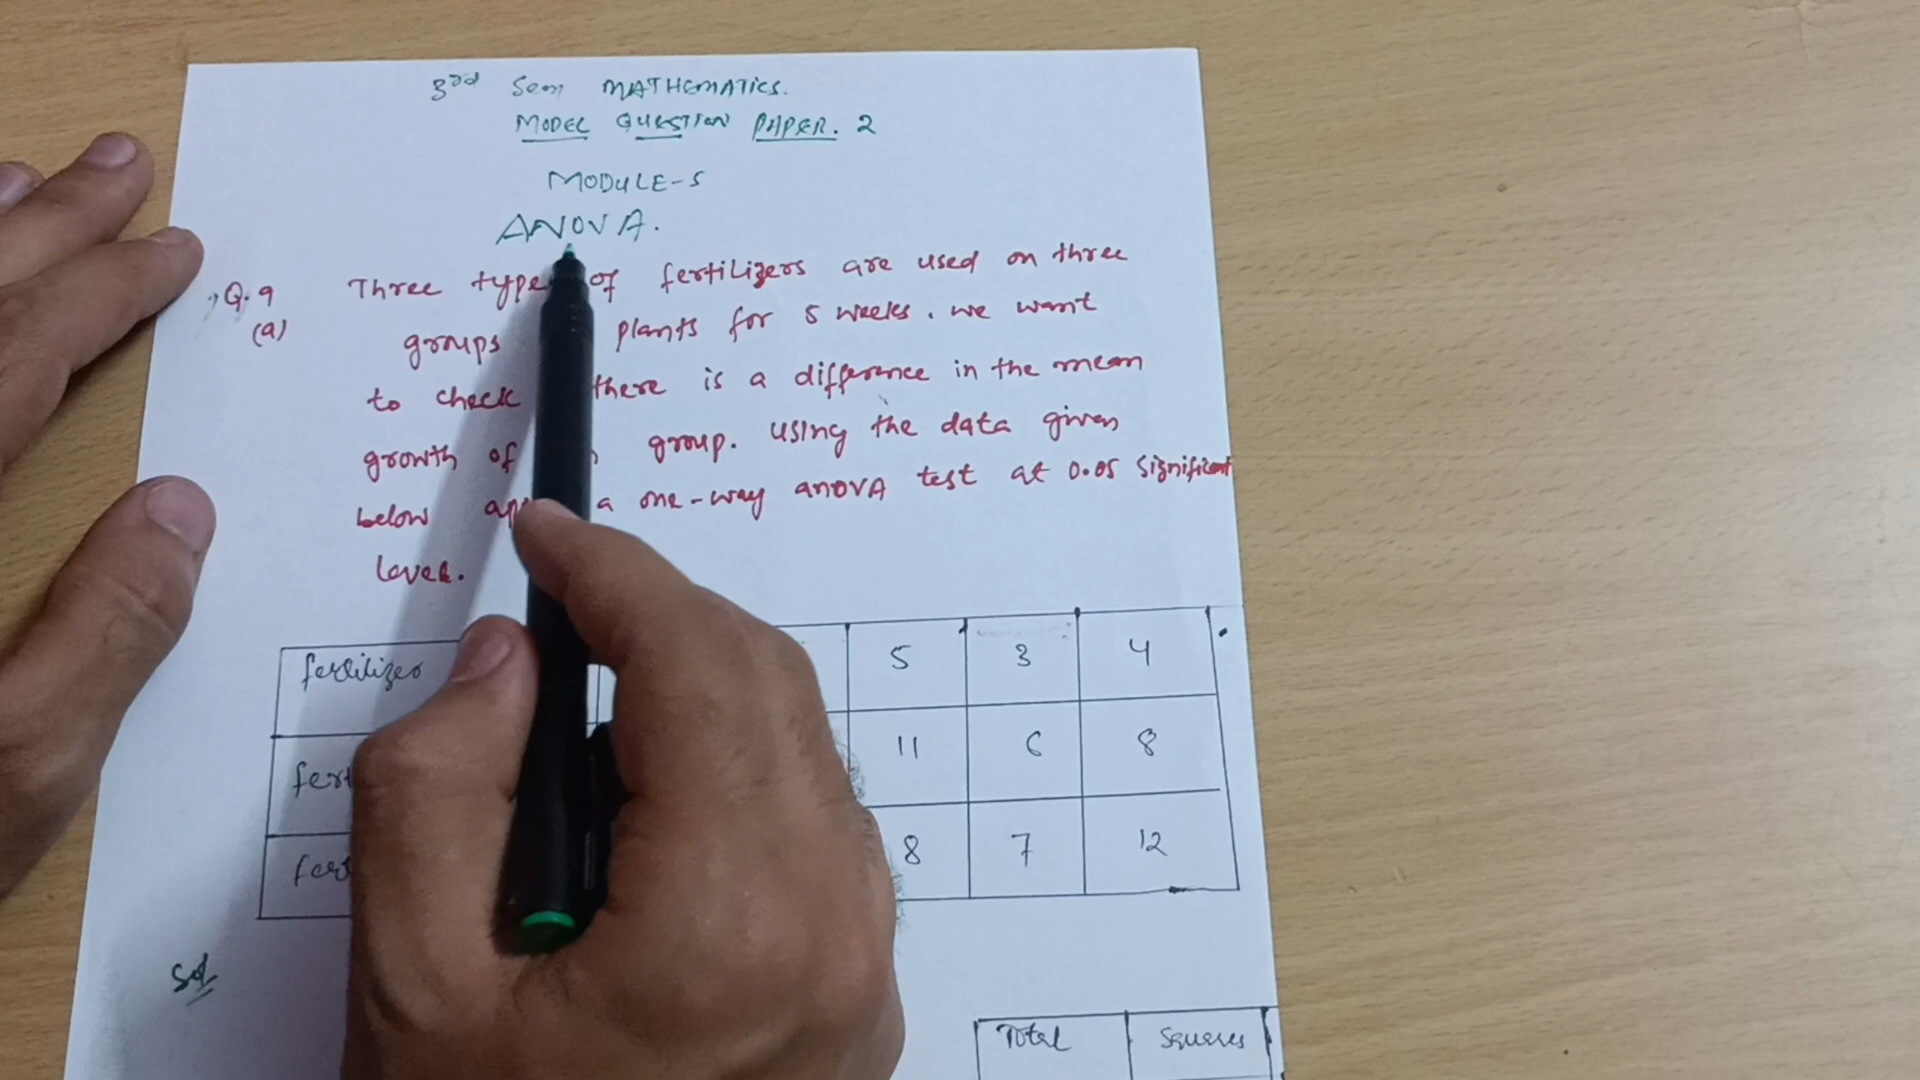 3rd Sem MATHEMATICS.
MODEL QUESTION PAPER. 2
MODULE-5
ANOVA.
Q.9 Three type of fertilizers are used on three
(a) groups plants for 5 weeks. we want
to check there is a difference in the mean
growth of group. using the data given
below a one-way anova test at 0.05 significant
level.
fertilizer 5 3 4
fert 11 6 8
fert 8 7 12
Sol
Total Squares